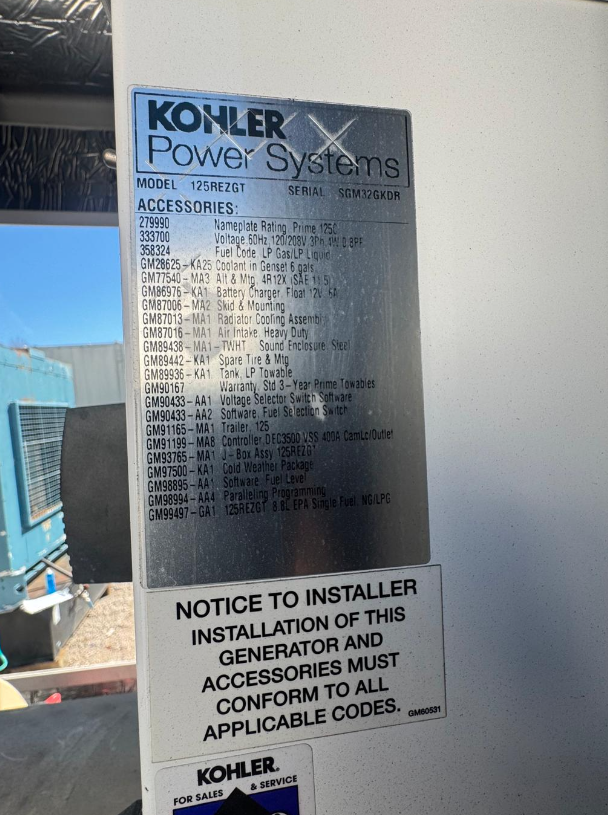 KOHLER
Power Systems
MODEL 125REZGT SERIAL SGM32GKDR
ACCESSORIES:
279990 Nameplate Rating, Prime 125C
333700 Voltage,60Hz,120/208V 3Ph,4W,0.8PF
358324 Fuel Code, LP Gas/LP Liquid
GM28625-KA25 Coolant in Genset 6 gals
GM77540-MA3 Alt & Mtg, 4R12X (SAE 11.5)
GM86976-KA1 Battery Charger, Float 12V, 6A
GM87006-MA2 Skid & Mounting
GM87013-MA1 Radiator Cooling Assembly
GM87016-MA1 Air Intake, Heavy Duty
GM89438-MA1-TWHT Sound Enclosure, Steel
GM89442-KA1 Spare Tire & Mtg
GM89936-KA1 Tank, LP Towable
GM90167 Warranty, Std 3-Year Prime Towables
GM90433-AA1 Voltage Selector Switch Software
GM90433-AA2 Software, Fuel Selection Switch
GM91165-MA1 Trailer, 125
GM91199-MA8 Controller,DEC3500 VSS 400A CamLc/Outlet
GM93765-MA1 J-Box Assy 125REZGT
GM97500-KA1 Cold Weather Package
GM98895-AA1 Software, Fuel Level
GM98994-AA4 Paralleling Programming
GM99497-GA1 125REZGT 8.8L EPA Single Fuel, NG/LPG
NOTICE TO INSTALLER
INSTALLATION OF THIS
GENERATOR AND
ACCESSORIES MUST
CONFORM TO ALL
APPLICABLE CODES. GM60531
KOHLER.
FOR SALES & SERVICE